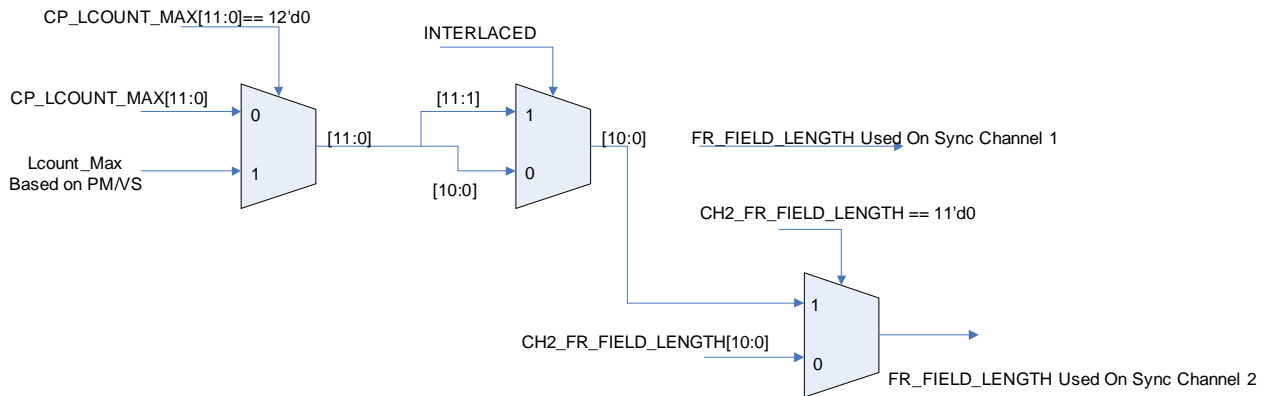 CP_LCOUNT_MAX[11:0]== 12'd0
INTERLACED
CP_LCOUNT_MAX[11:0]
0
[11:1]
1
[11:0]
[10:0]
FR_FIELD_LENGTH Used On Sync Channel 1
Lcount_Max
Based on PM/VS
1
0
[10:0]
CH2_FR_FIELD_LENGTH == 11'd0
1
CH2_FR_FIELD_LENGTH[10:0]
0
FR_FIELD_LENGTH Used On Sync Channel 2